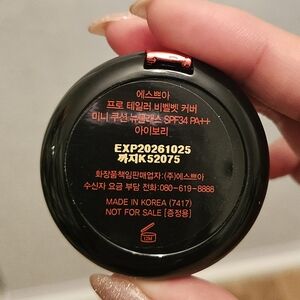 에스쁘아
프로 테일러 비벨벳 커버
미니 쿠션 뉴클래스 SPF34 PA++
아이보리
EXP20261025
까지K52075
화장품책임판매업자:(주)에스쁘아
수신자 요금 부담 전화: 080-619-8888
MADE IN KOREA (7417)
NOT FOR SALE [증정용]
12M